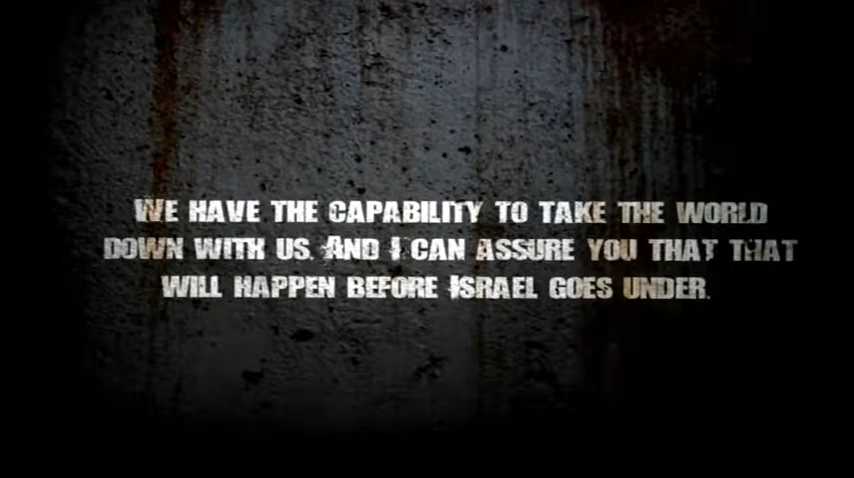 WE HAVE THE CAPABILITY TO TAKE THE WORLD
DOWN WITH US. AND I CAN ASSURE YOU THAT THAT
WILL HAPPEN BEFORE ISRAEL GOES UNDER.